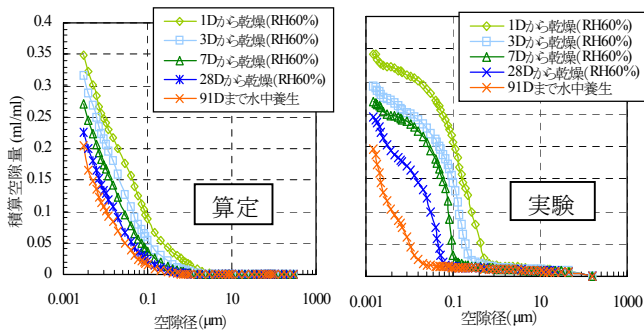 積算空隙量 (ml/ml)
0.4
0.35
0.3
0.25
0.2
0.15
0.1
0.05
0
1Dから乾燥(RH60%)
3Dから乾燥(RH60%)
7Dから乾燥(RH60%)
28Dから乾燥(RH60%)
91Dまで水中養生
算定
0.001 0.1 10 1000
空隙径(μm)
1Dから乾燥(RH60%)
3Dから乾燥(RH60%)
7Dから乾燥(RH60%)
28Dから乾燥(RH60%)
91Dまで水中養生
実験
0.001 0.1 10 1000
空隙径(μm)